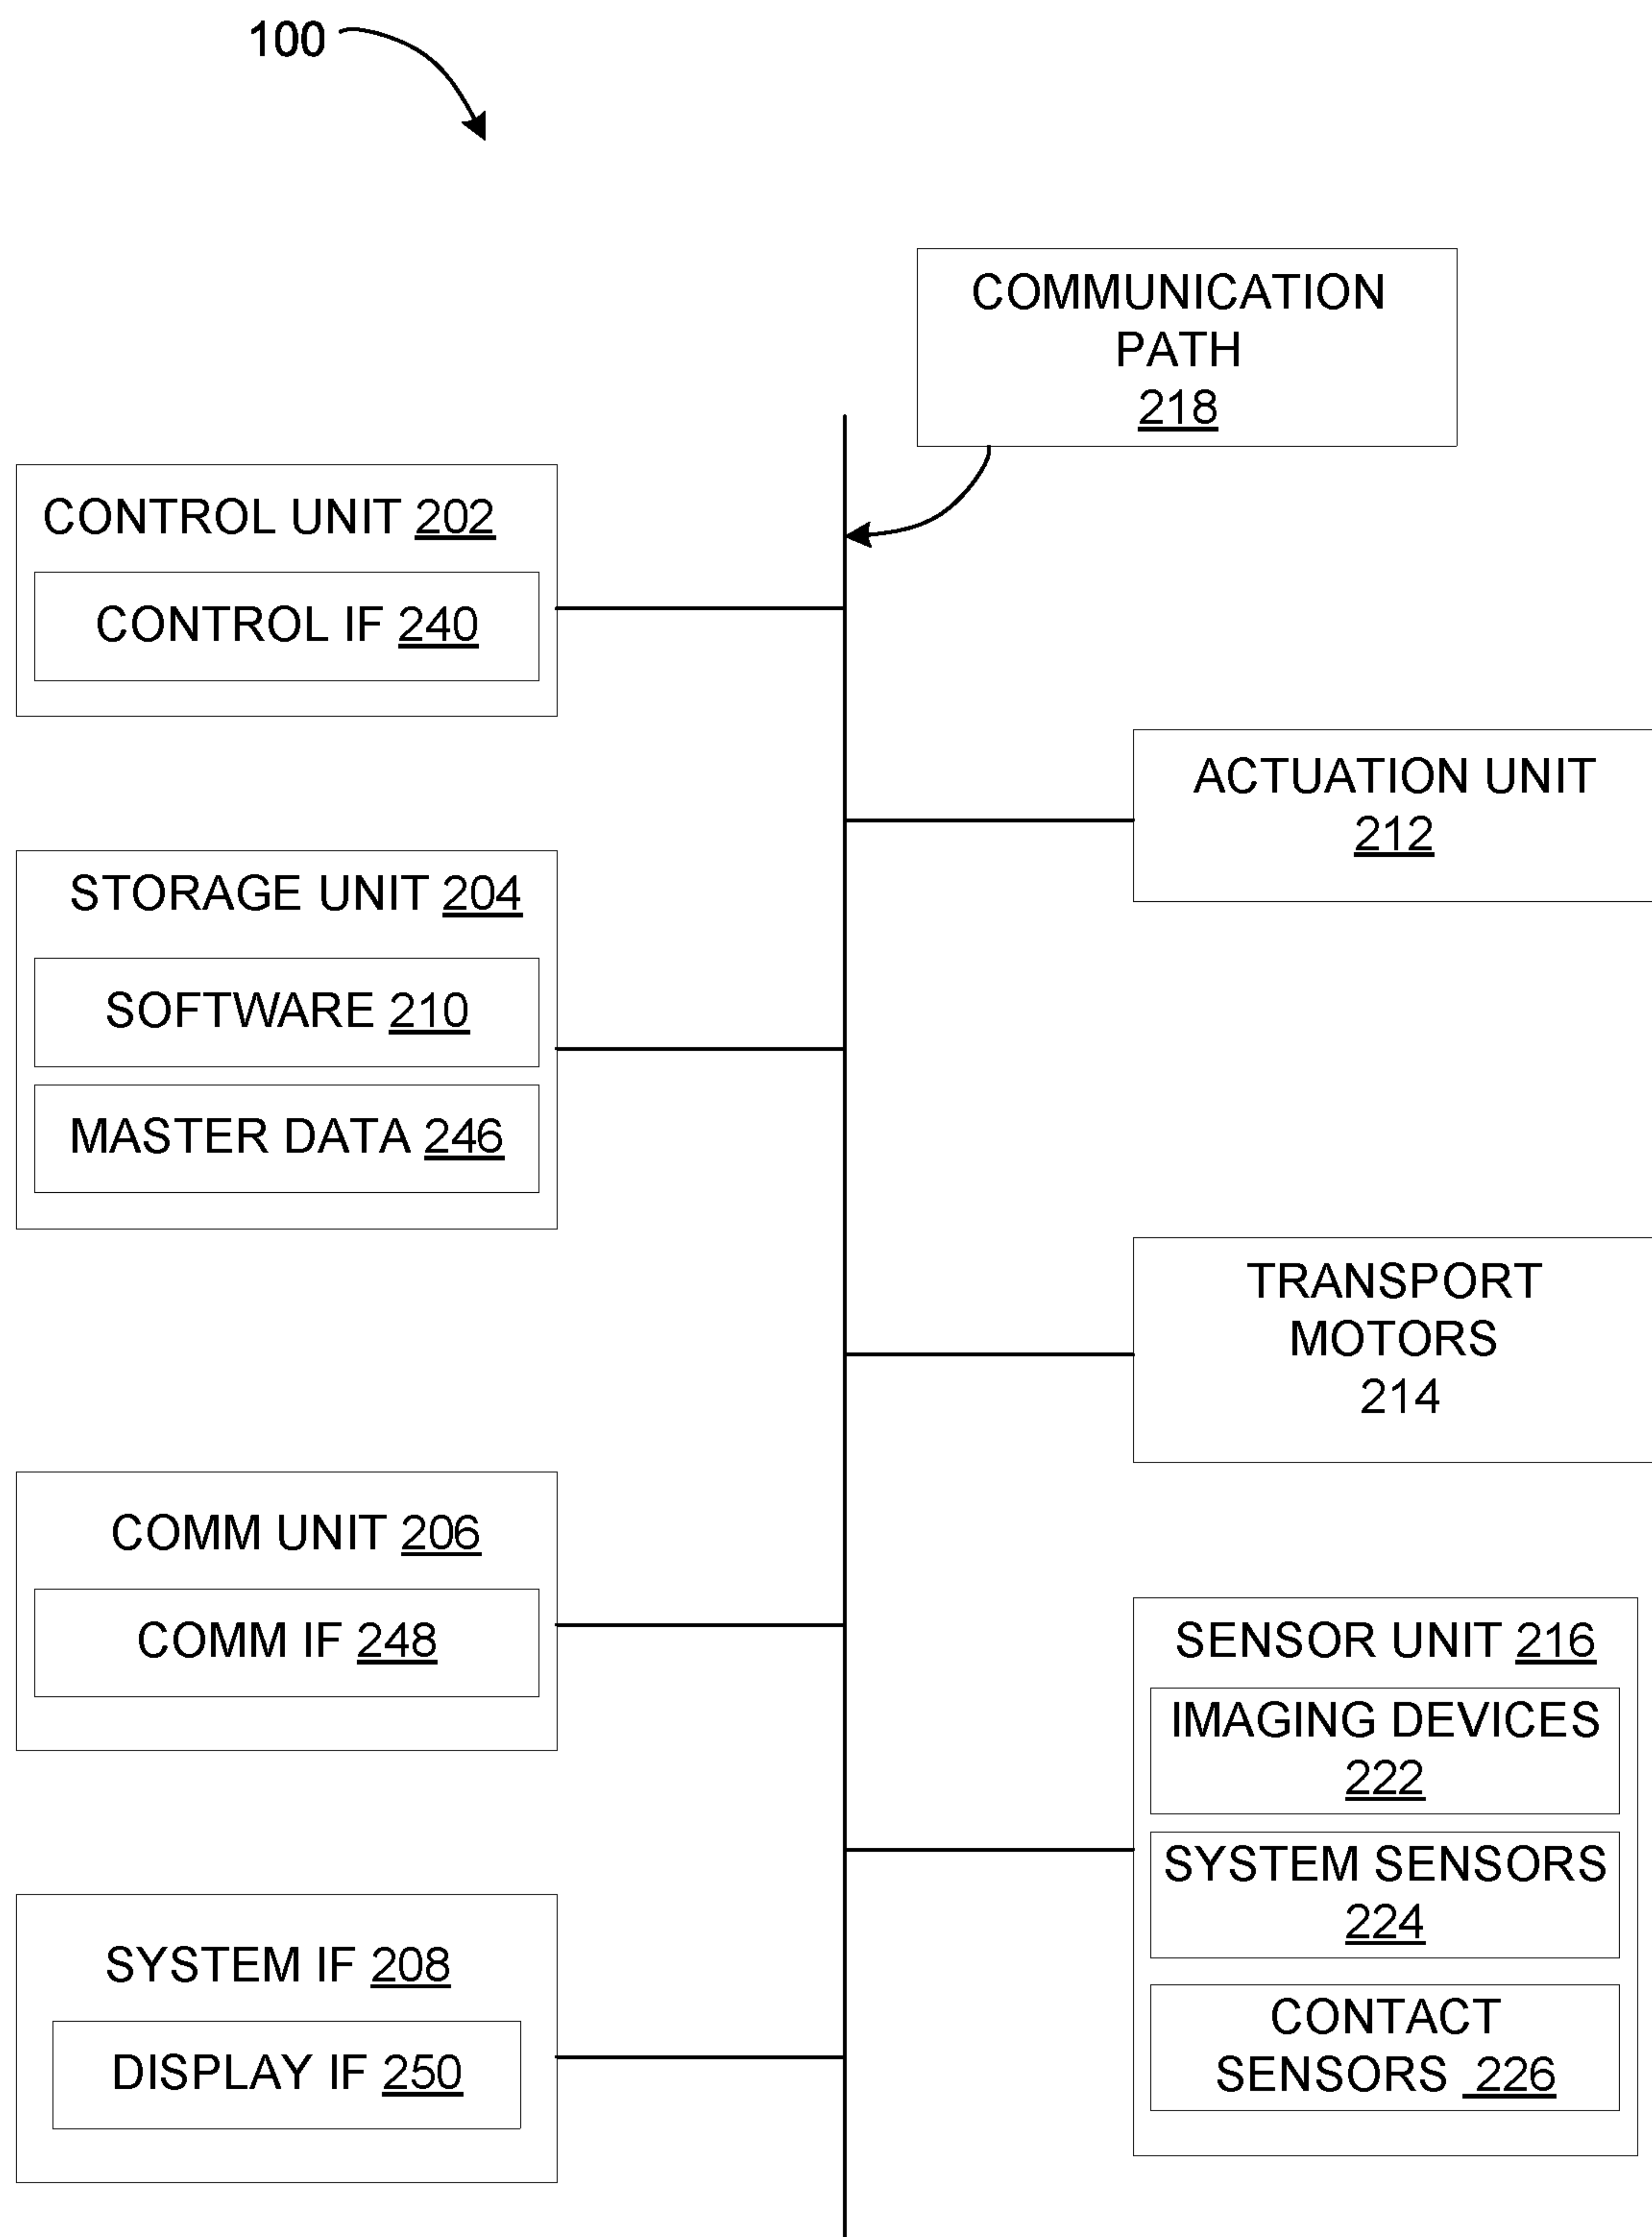 100
COMMUNICATION
PATH
218
CONTROL UNIT 202
CONTROL IF 240
ACTUATION UNIT
212
STORAGE UNIT 204
SOFTWARE 210
MASTER DATA 246
TRANSPORT
MOTORS
214
COMM UNIT 206
COMM IF 248
SENSOR UNIT 216
IMAGING DEVICES
222
SYSTEM SENSORS
224
CONTACT
SENSORS 226
SYSTEM IF 208
DISPLAY IF 250